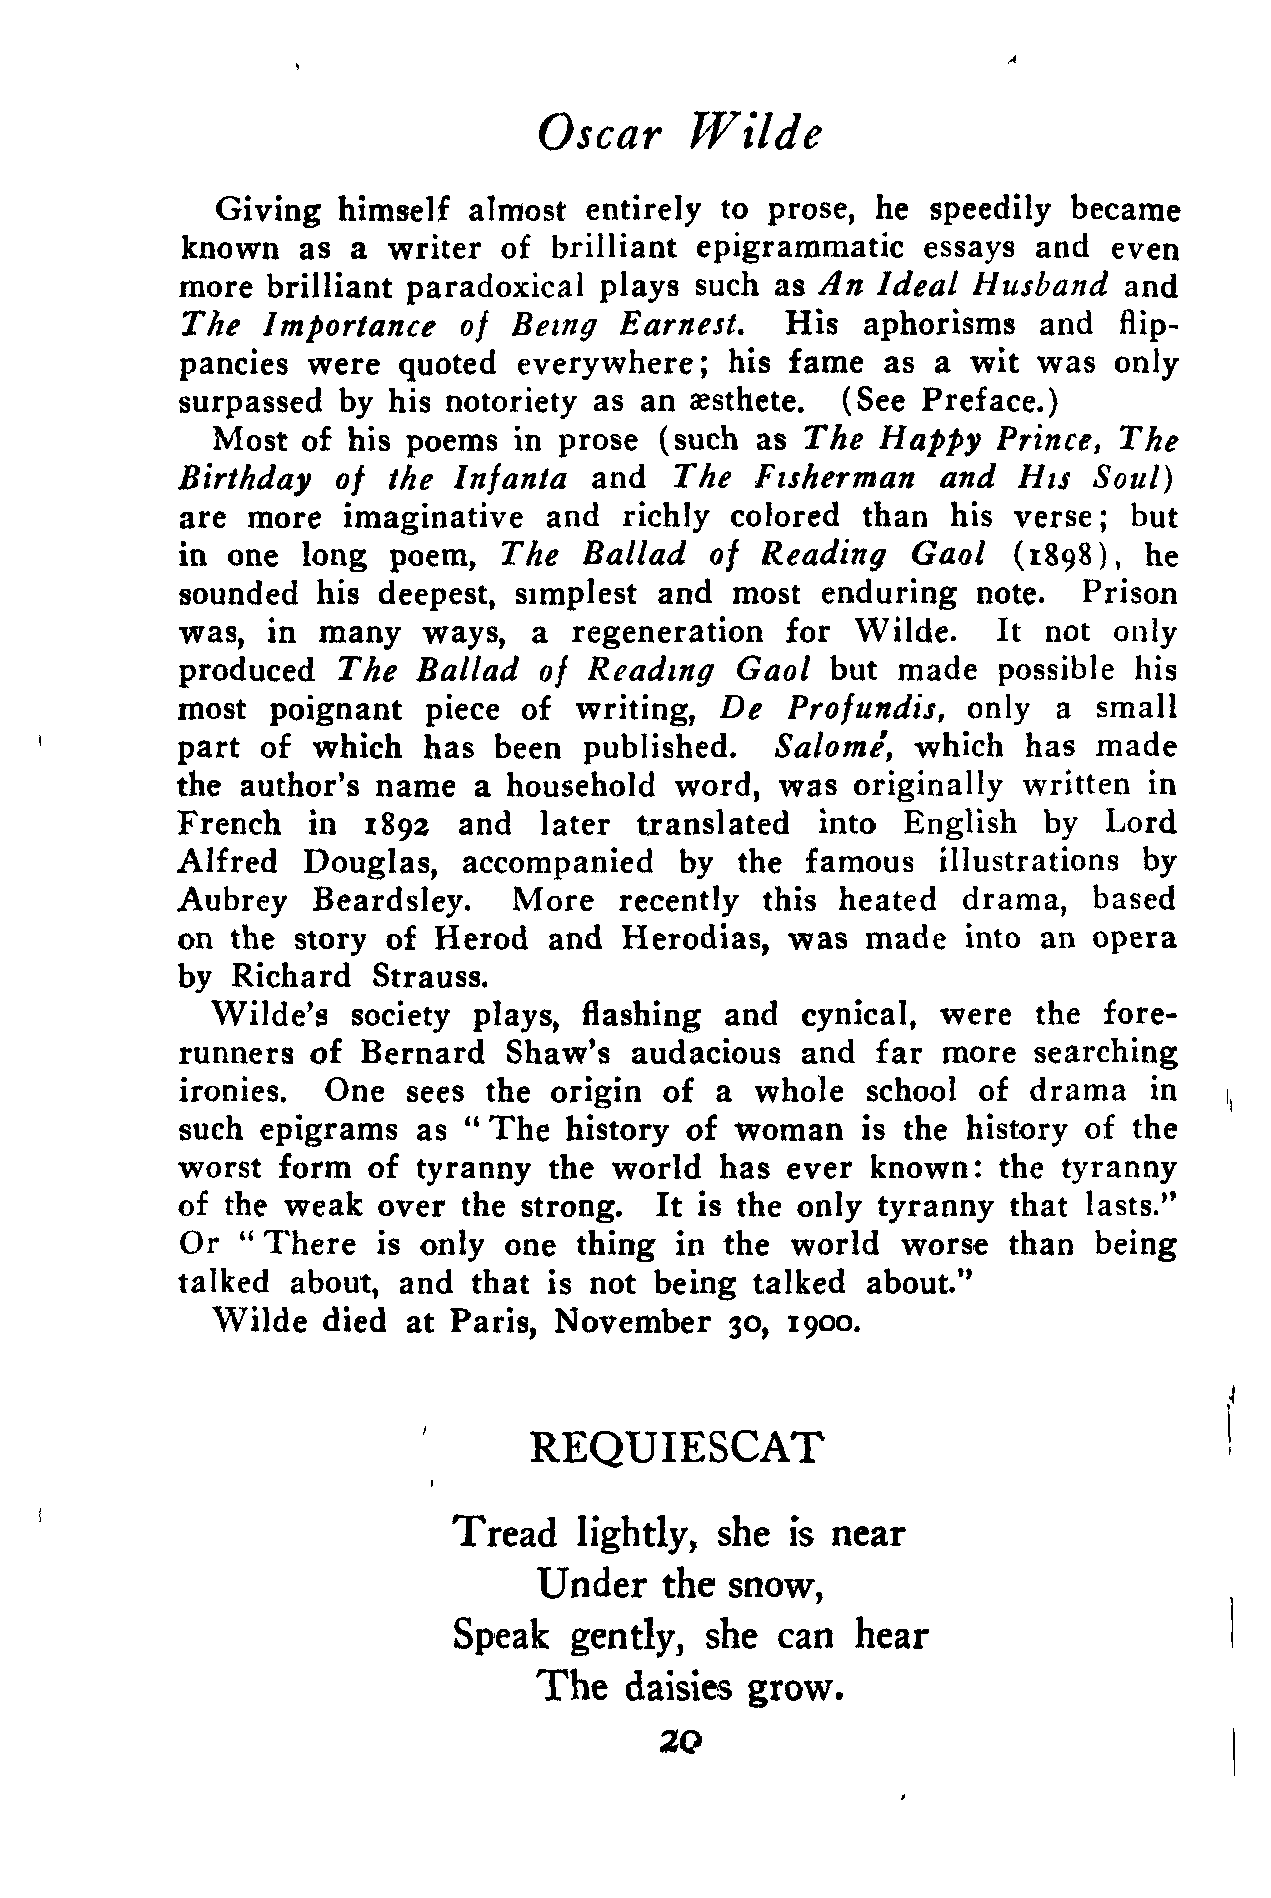 Oscar Wilde
Giving himself almost entirely to prose, he speedily became
known as a writer of brilliant epigrammatic essays and even
more brilliant paradoxical plays such as An Ideal Husband and
The Importance of Being Earnest. His aphorisms and flip-
pancies were quoted everywhere; his fame as a wit was only
surpassed by his notoriety as an æsthete. (See Preface.)
Most of his poems in prose (such as The Happy Prince, The
Birthday of the Infanta and The Fisherman and His Soul)
are more imaginative and richly colored than his verse; but
in one long poem, The Ballad of Reading Gaol (1898), he
sounded his deepest, simplest and most enduring note. Prison
was, in many ways, a regeneration for Wilde. It not only
produced The Ballad of Reading Gaol but made possible his
most poignant piece of writing, De Profundis, only a small
part of which has been published. Salomé, which has made
the author's name a household word, was originally written in
French in 1892 and later translated into English by Lord
Alfred Douglas, accompanied by the famous illustrations by
Aubrey Beardsley. More recently this heated drama, based
on the story of Herod and Herodias, was made into an opera
by Richard Strauss.
Wilde's society plays, flashing and cynical, were the fore-
runners of Bernard Shaw's audacious and far more searching
ironies. One sees the origin of a whole school of drama in
such epigrams as "The history of woman is the history of the
worst form of tyranny the world has ever known: the tyranny
of the weak over the strong. It is the only tyranny that lasts."
Or "There is only one thing in the world worse than being
talked about, and that is not being talked about."
Wilde died at Paris, November 30, 1900.
REQUIESCAT
Tread lightly, she is near
Under the snow,
Speak gently, she can hear
The daisies grow.
20